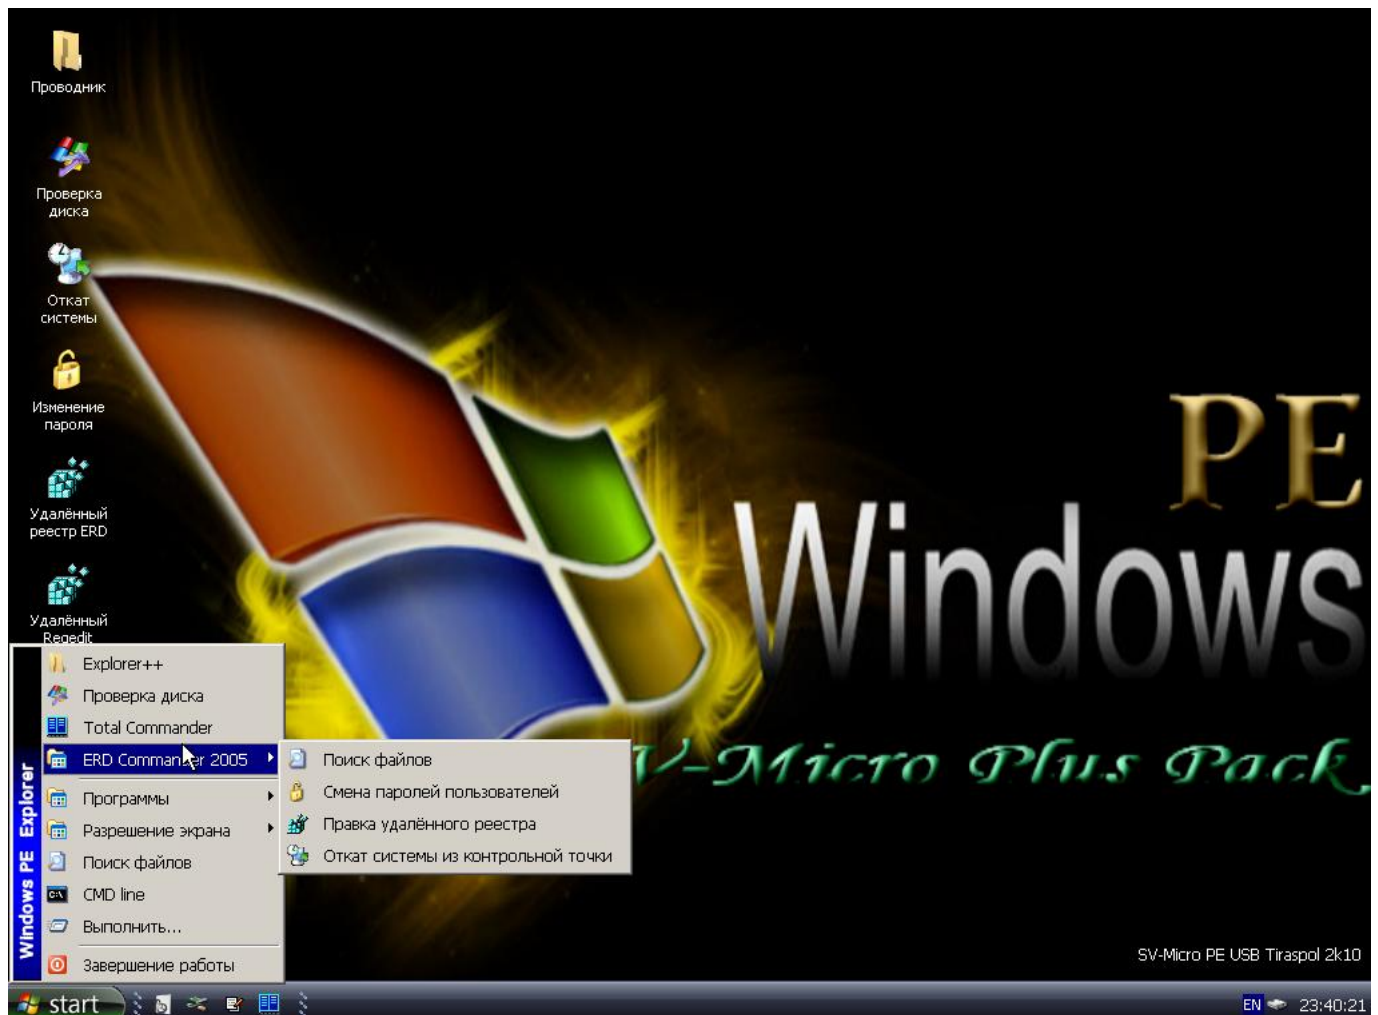 Проводник
Проверка
диска
Откат
системы
Изменение
пароля
Удалённый
реестр ERD
Удалённый
Regedit
PE
Windows
V-Micro Plus Pack
Windows PE Explorer
Explorer++
Проверка диска
Total Commander
ERD Commander 2005
Программы
Разрешение экрана
Поиск файлов
CMD line
Выполнить...
Завершение работы
Поиск файлов
Смена паролей пользователей
Правка удалённого реестра
Откат системы из контрольной точки
SV-Micro PE USB Tiraspol 2k10
start
EN
23:40:21